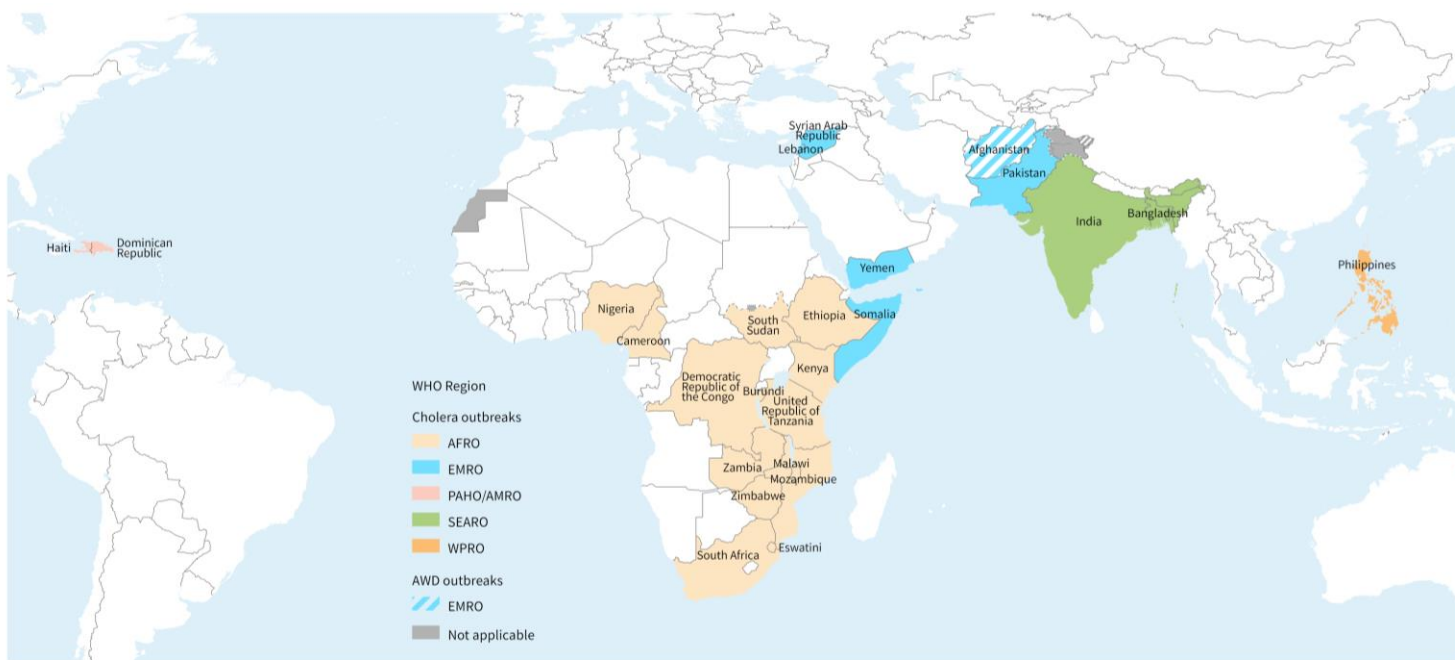 Syrian Arab
Republic
Lebanon
Afghanistan
Pakistan
India
Bangladesh
Haiti
Dominican
Republic
Yemen
Philippines
Nigeria
Cameroon
South
Sudan
Ethiopia
Somalia
Kenya
Democratic
Republic of
the Congo
Burundi
United
Republic of
Tanzania
Zambia
Malawi
Mozambique
Zimbabwe
South Africa
Eswatini
WHO Region
Cholera outbreaks
AFRO
EMRO
PAHO/AMRO
SEARO
WPRO
AWD outbreaks
EMRO
Not applicable